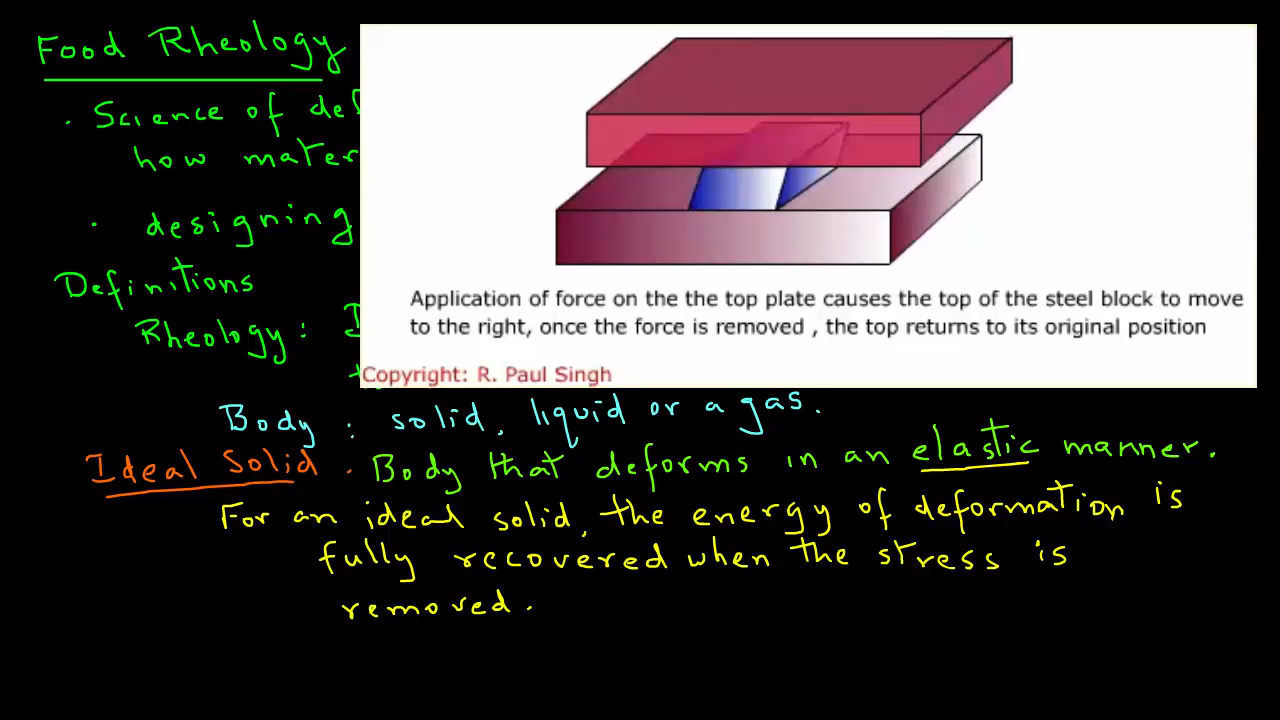 Food Rheology
· Science of def
how mater
· designing
Definitions
Rheology :
Application of force on the the top plate causes the top of the steel block to move
to the right, once the force is removed , the top returns to its original position
Copyright: R. Paul Singh
Body : solid, liquid or a gas.
Ideal Solid . Body that deforms in an elastic manner.
For an ideal solid, the energy of deformation is
fully recovered when the stress is
removed.